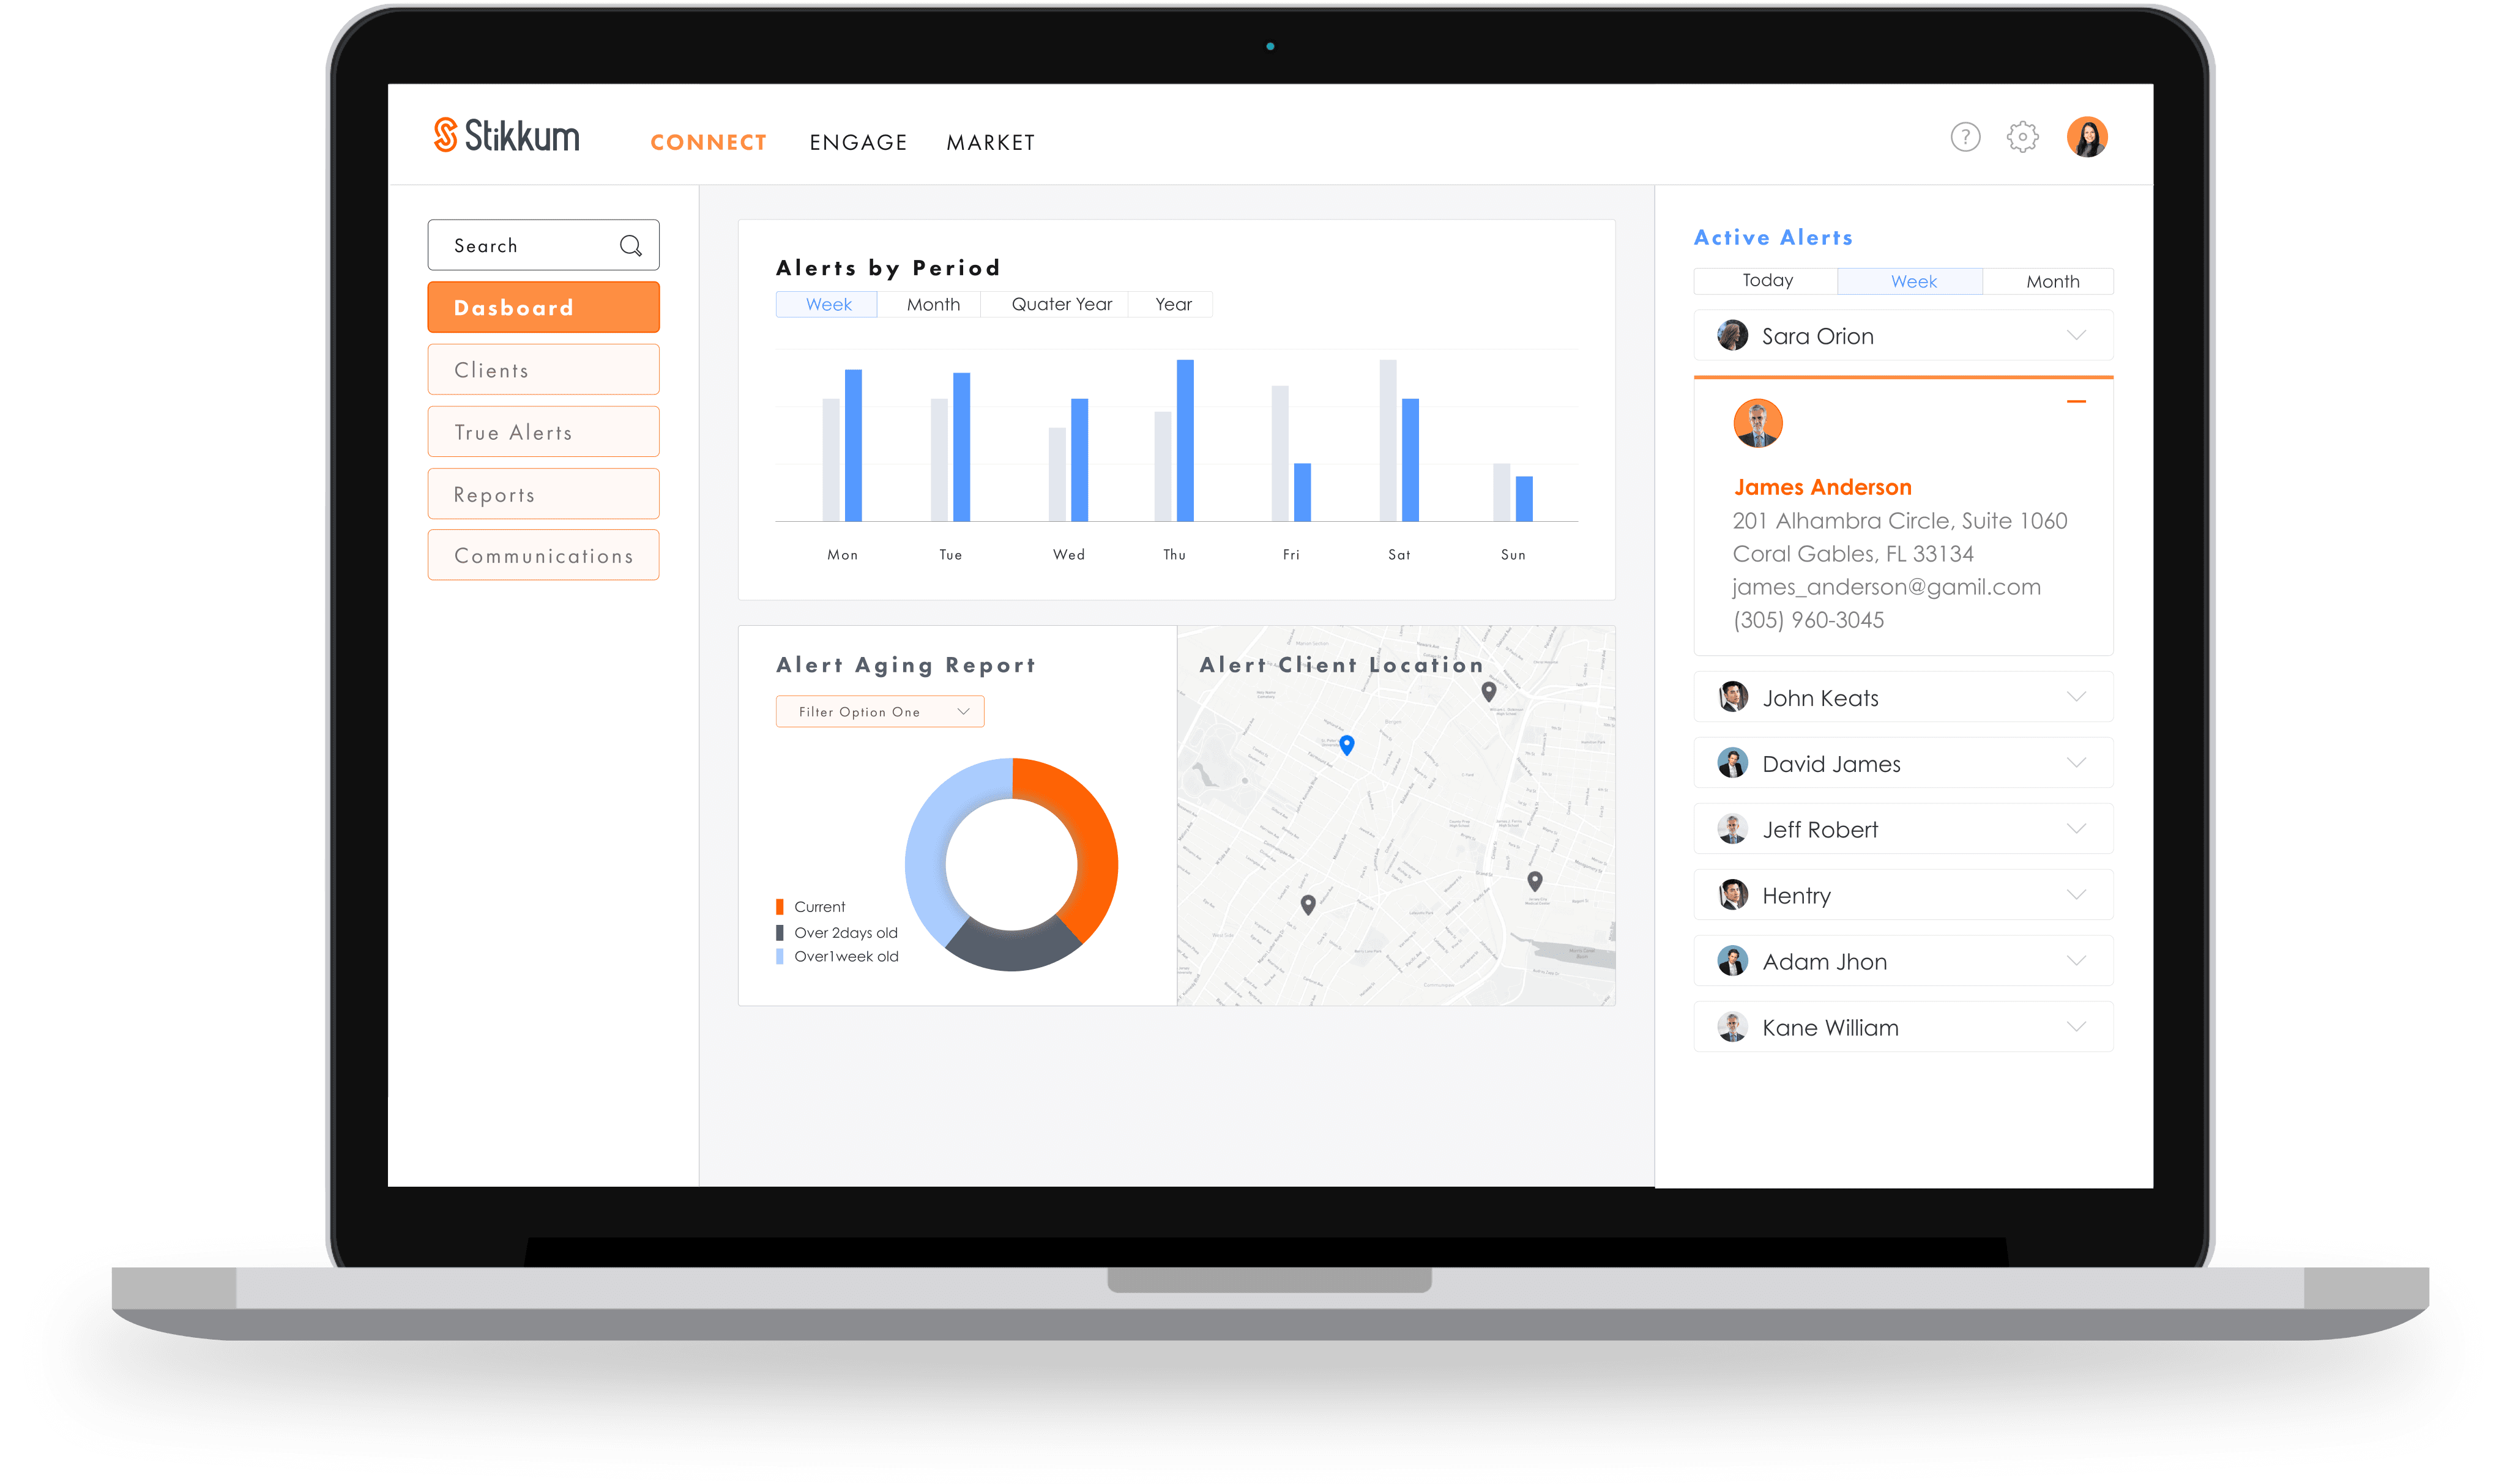 Stikkum
CONNECT ENGAGE MARKET
?
Search
Dasboard
Clients
True Alerts
Reports
Communications
Alerts by Period
Week Month Quater Year Year
Mon Tue Wed Thu Fri Sat Sun
Alert Aging Report
Filter Option One
Current
Over 2days old
Over1week old
Alert Client Location
Active Alerts
Today Week Month
Sara Orion
James Anderson
201 Alhambra Circle, Suite 1060
Coral Gables, FL 33134
james_anderson@gamil.com
(305) 960-3045
John Keats
David James
Jeff Robert
Hentry
Adam Jhon
Kane William